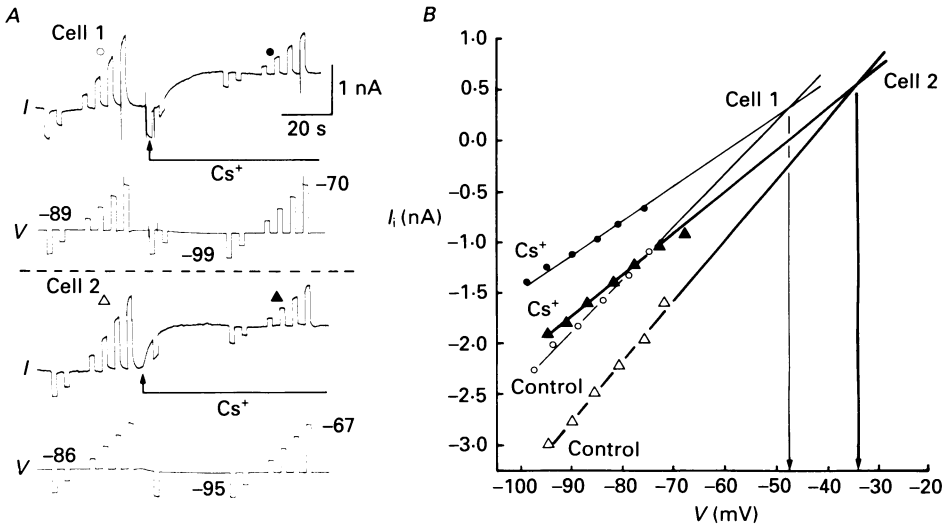 A
Cell 1
I
1 nA
20 s
Cs⁺
−70
−89
V
−99
Cell 2
I
Cs⁺
−67
−86
V
−95
B
1.0
0.5
0.0
−0.5
−1.0
−1.5
−2.0
−2.5
−3.0
Iᵢ (nA)
Cell 1
Cell 2
Cs⁺
Cs⁺
Control
Control
−100 −90 −80 −70 −60 −50 −40 −30 −20
V (mV)